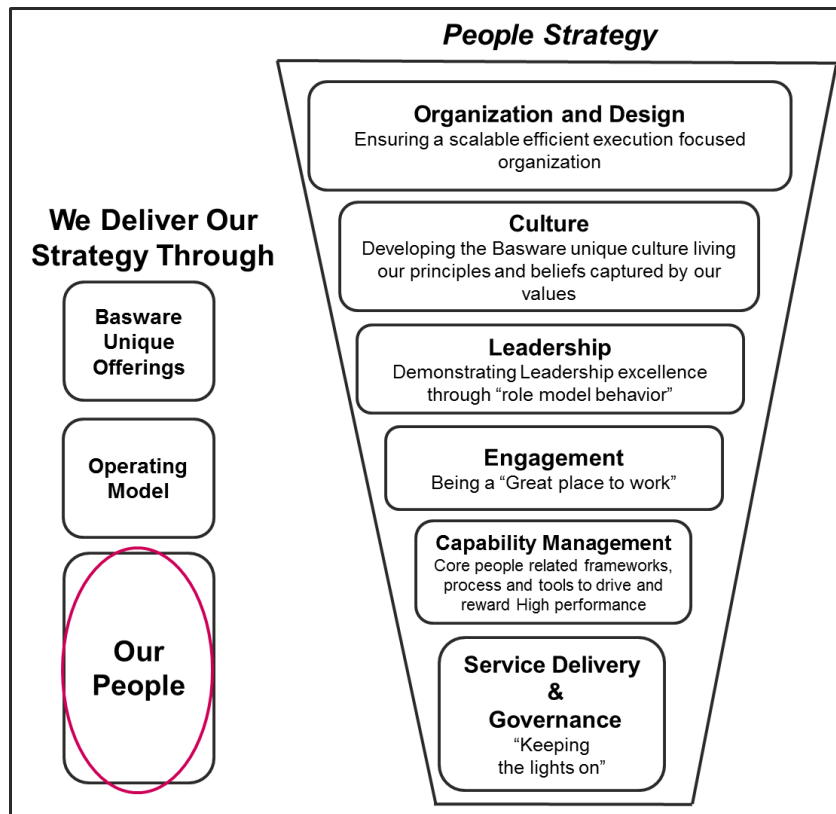 People Strategy
Organization and Design
Ensuring a scalable efficient execution focused
organization
We Deliver Our
Strategy Through
Culture
Developing the Basware unique culture living
our principles and beliefs captured by our
values
Basware
Unique
Offerings
Leadership
Demonstrating Leadership excellence
through “role model behavior”
Operating
Model
Engagement
Being a “Great place to work”
Capability Management
Core people related frameworks,
process and tools to drive and
reward High performance
Our
People
Service Delivery
&
Governance
“Keeping
the lights on”